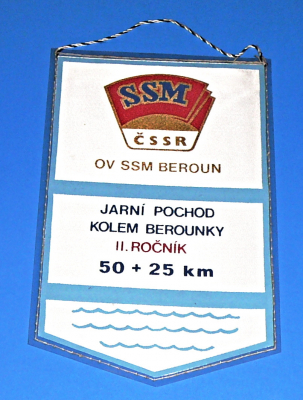 SSM
ČSSR
OV SSM BEROUN
JARNÍ POCHOD
KOLEM BEROUNKY
II. ROČNÍK
50 + 25 km